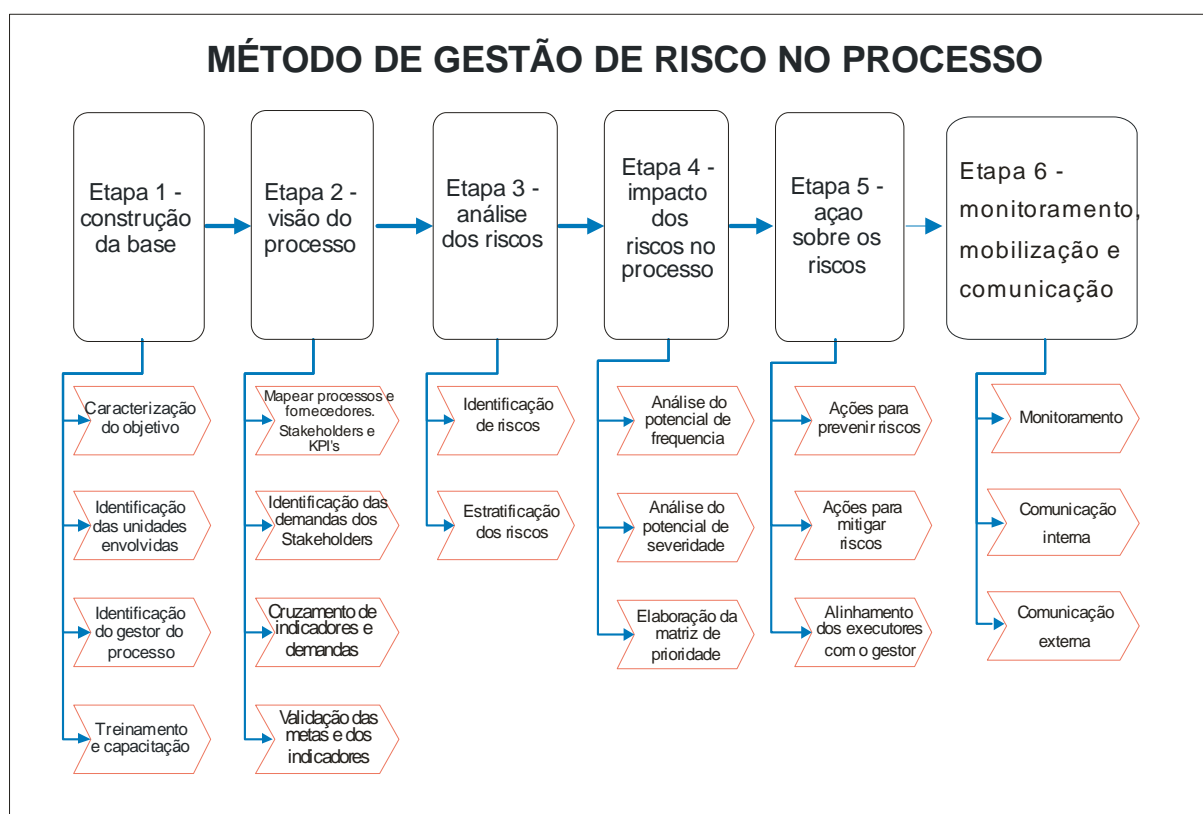 MÉTODO DE GESTÃO DE RISCO NO PROCESSO
Etapa 1 -
construção
da base
Etapa 2 -
visão do
processo
Etapa 3 -
análise
dos riscos
Etapa 4 -
impacto
dos
riscos no
processo
Etapa 5 -
açao
sobre os
riscos
Etapa 6 -
monitoramento,
mobilização e
comunicação
Caracterização
do objetivo
Identificação
das unidades
envolvidas
Identificação
do gestor do
processo
Treinamento
e capacitação
Mapear processos e
fornecedores.
Stakeholders e
KPI's
Identificação das
demandas dos
Stakeholders
Cruzamento de
indicadores e
demandas
Validação das
metas e dos
indicadores
Identificação
de riscos
Estratificação
dos riscos
Análise do
potencial de
frequencia
Análise do
potencial de
severidade
Elaboração da
matriz de
prioridade
Ações para
prevenir riscos
Ações para
mitigar
riscos
Alinhamento
dos executores
com o gestor
Monitoramento
Comunicação
interna
Comunicação
externa